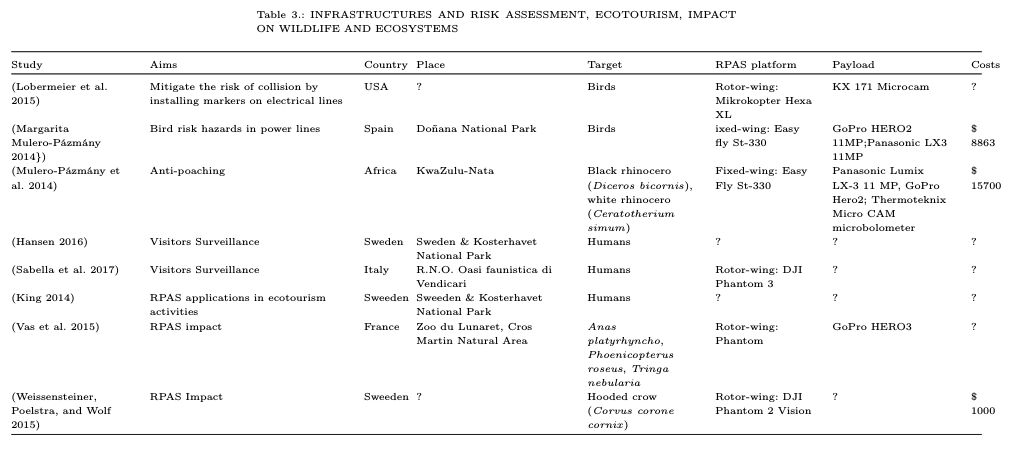 Table 3.: INFRASTRUCTURES AND RISK ASSESSMENT, ECOTOURISM, IMPACT
ON WILDLIFE AND ECOSYSTEMS
Study Aims Country Place Target RPAS platform Payload Costs
(Lobermeier et al. Mitigate the risk of collision by USA ? Birds Rotor-wing: KX 171 Microcam ?
2015) installing markers on electrical lines Mikrokopter Hexa
XL
(Margarita Bird risk hazards in power lines Spain Doñana National Park Birds ixed-wing: Easy GoPro HERO2 $
Mulero-Pázmány fly St-330 11MP;Panasonic LX3 8863
2014}) 11MP
(Mulero-Pázmány et Anti-poaching Africa KwaZulu-Nata Black rhinocero Fixed-wing: Easy Panasonic Lumix $
al. 2014) (Diceros bicornis), Fly St-330 LX-3 11 MP, GoPro 15700
white rhinocero Hero2; Thermoteknix
(Ceratotherium Micro CAM
simum) microbolometer
(Hansen 2016) Visitors Surveillance Sweden Sweden & Kosterhavet Humans ? ? ?
National Park
(Sabella et al. 2017) Visitors Surveillance Italy R.N.O. Oasi faunistica di Humans Rotor-wing: DJI ? ?
Vendicari Phantom 3
(King 2014) RPAS applications in ecotourism Sweden Sweden & Kosterhavet Humans ? ? ?
activities National Park
(Vas et al. 2015) RPAS impact France Zoo du Lunaret, Cros Anas Rotor-wing: GoPro HERO3 ?
Martin Natural Area platyrhyncho, Phantom
Phoenicopterus
roseus, Tringa
nebularia
(Weissensteiner, RPAS Impact Sweden ? Hooded crow Rotor-wing: DJI ? $
Poelstra, and Wolf (Corvus corone Phantom 2 Vision 1000
2015) cornix)